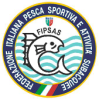 FEDERAZIONE ITALIANA PESCA SPORTIVA E ATTIVITÀ SUBACQUEE
FIPSAS